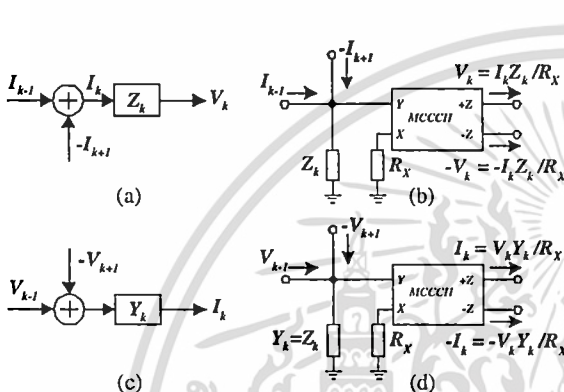 I_{k-1} I_k Z_k V_k
-I_{k+1}
(a)
-I_{k+1}
I_{k-1}
V_k = I_k Z_k /R_X
Y +Z
MCCCII
X -Z
Z_k R_X
-V_k = -I_k Z_k /R_X
(b)
-V_{k+1}
V_{k-1} Y_k I_k
(c)
-V_{k+1}
V_{k-1}
I_k = V_k Y_k /R_X
Y +Z
MCCCII
X -Z
Y_k=Z_k R_X
-I_k = -V_k Y_k /R_X
(d)